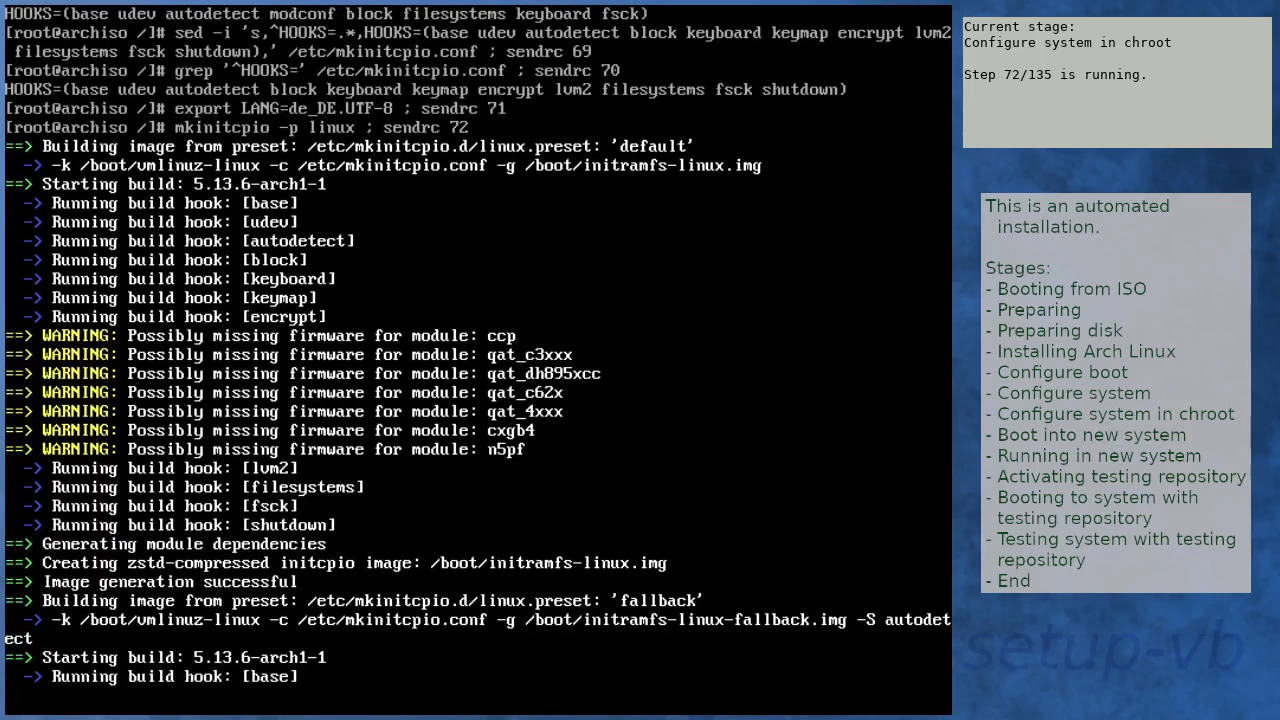 HOOKS=(base udev autodetect modconf block filesystems keyboard fsck)
[root@archiso /]# sed -i 's,^HOOKS=.*,HOOKS=(base udev autodetect block keyboard keymap encrypt lvm2
 filesystems fsck shutdown),' /etc/mkinitcpio.conf ; sendrc 69
[root@archiso /]# grep '^HOOKS=' /etc/mkinitcpio.conf ; sendrc 70
HOOKS=(base udev autodetect block keyboard keymap encrypt lvm2 filesystems fsck shutdown)
[root@archiso /]# export LANG=de_DE.UTF-8 ; sendrc 71
[root@archiso /]# mkinitcpio -p linux ; sendrc 72
==> Building image from preset: /etc/mkinitcpio.d/linux.preset: 'default'
  -> -k /boot/vmlinuz-linux -c /etc/mkinitcpio.conf -g /boot/initramfs-linux.img
==> Starting build: 5.13.6-arch1-1
  -> Running build hook: [base]
  -> Running build hook: [udev]
  -> Running build hook: [autodetect]
  -> Running build hook: [block]
  -> Running build hook: [keyboard]
  -> Running build hook: [keymap]
  -> Running build hook: [encrypt]
==> WARNING: Possibly missing firmware for module: ccp
==> WARNING: Possibly missing firmware for module: qat_c3xxx
==> WARNING: Possibly missing firmware for module: qat_dh895xcc
==> WARNING: Possibly missing firmware for module: qat_c62x
==> WARNING: Possibly missing firmware for module: qat_4xxx
==> WARNING: Possibly missing firmware for module: cxgb4
==> WARNING: Possibly missing firmware for module: n5pf
  -> Running build hook: [lvm2]
  -> Running build hook: [filesystems]
  -> Running build hook: [fsck]
  -> Running build hook: [shutdown]
==> Generating module dependencies
==> Creating zstd-compressed initcpio image: /boot/initramfs-linux.img
==> Image generation successful
==> Building image from preset: /etc/mkinitcpio.d/linux.preset: 'fallback'
  -> -k /boot/vmlinuz-linux -c /etc/mkinitcpio.conf -g /boot/initramfs-linux-fallback.img -S autodet
ect
==> Starting build: 5.13.6-arch1-1
  -> Running build hook: [base]
Current stage:
Configure system in chroot
Step 72/135 is running.
This is an automated
installation.
Stages:
- Booting from ISO
- Preparing
- Preparing disk
- Installing Arch Linux
- Configure boot
- Configure system
- Configure system in chroot
- Boot into new system
- Running in new system
- Activating testing repository
- Booting to system with
testing repository
- Testing system with testing
repository
- End
setup-vb